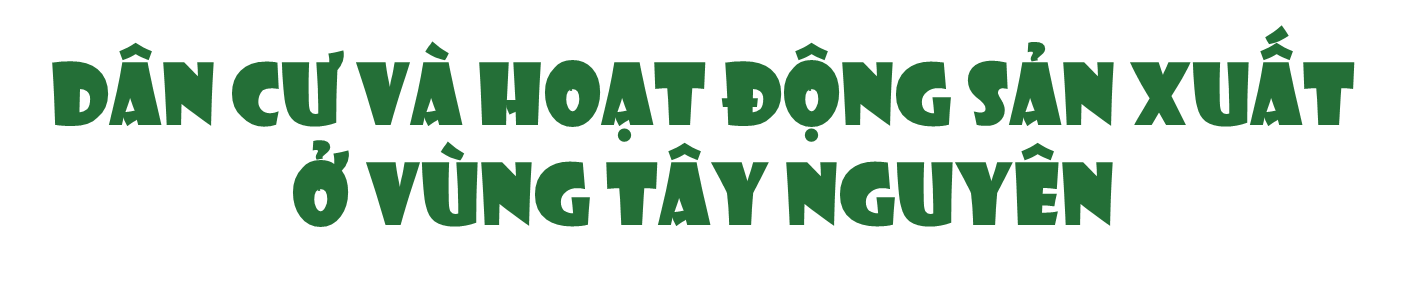 DÂN CƯ VÀ HOẠT ĐỘNG SẢN XUẤT
Ở VÙNG TÂY NGUYÊN